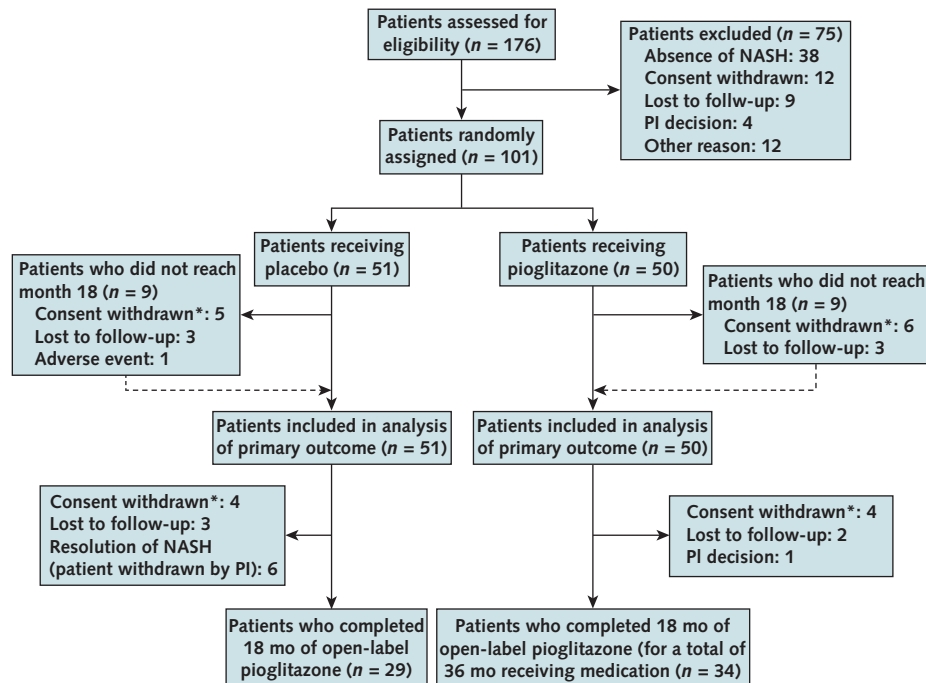 Patients assessed for
eligibility (n = 176)
Patients excluded (n = 75)
Absence of NASH: 38
Consent withdrawn: 12
Lost to follw-up: 9
PI decision: 4
Other reason: 12
Patients randomly
assigned (n = 101)
Patients receiving
placebo (n = 51)
Patients receiving
pioglitazone (n = 50)
Patients who did not reach
month 18 (n = 9)
Consent withdrawn*: 5
Lost to follow-up: 3
Adverse event: 1
Patients who did not reach
month 18 (n = 9)
Consent withdrawn*: 6
Lost to follow-up: 3
Patients included in analysis
of primary outcome (n = 51)
Patients included in analysis
of primary outcome (n = 50)
Consent withdrawn*: 4
Lost to follow-up: 3
Resolution of NASH
(patient withdrawn by PI): 6
Consent withdrawn*: 4
Lost to follow-up: 2
PI decision: 1
Patients who completed
18 mo of open-label
pioglitazone (n = 29)
Patients who completed 18 mo of
open-label pioglitazone (for a total of
36 mo receiving medication (n = 34)